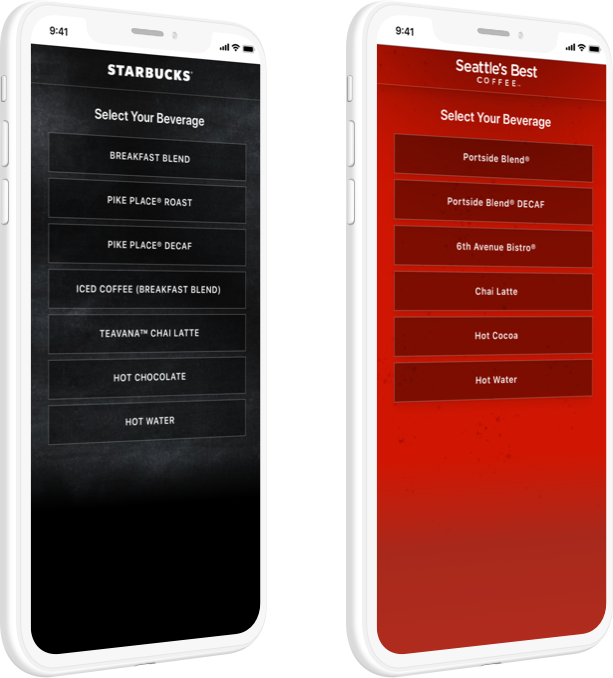 9:41
STARBUCKS
Select Your Beverage
BREAKFAST BLEND
PIKE PLACE® ROAST
PIKE PLACE® DECAF
ICED COFFEE (BREAKFAST BLEND)
TEAVANA™ CHAI LATTE
HOT CHOCOLATE
HOT WATER
9:41
Seattle's Best
COFFEE™
Select Your Beverage
Portside Blend®
Portside Blend® DECAF
6th Avenue Bistro®
Chai Latte
Hot Cocoa
Hot Water